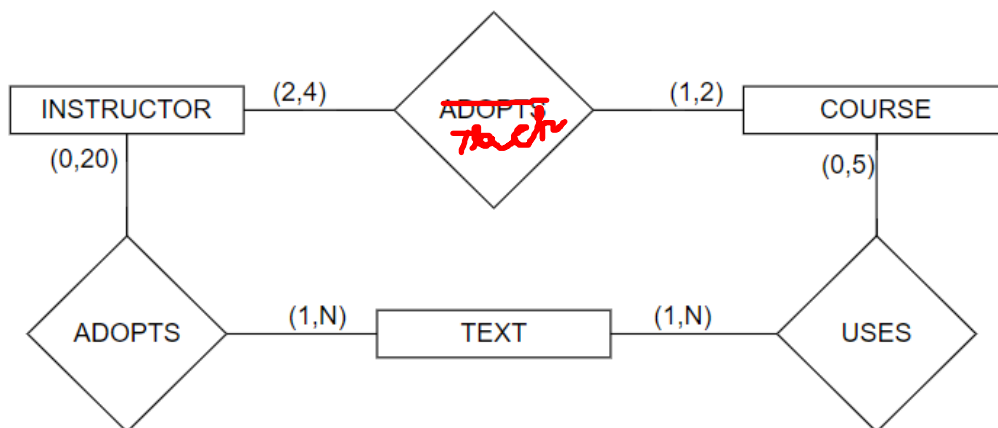 (2,4) (1,2)
INSTRUCTOR ADOPTS COURSE
Teach
(0,20) (0,5)
(1,N) (1,N)
ADOPTS TEXT USES